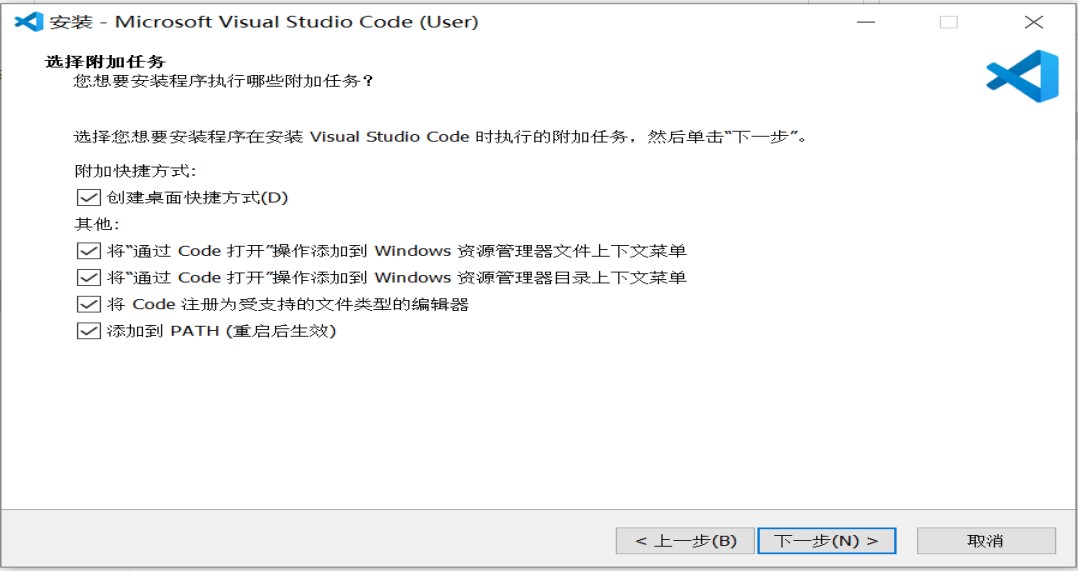 安装 - Microsoft Visual Studio Code (User)
选择附加任务
您想要安装程序执行哪些附加任务？
选择您想要安装程序在安装 Visual Studio Code 时执行的附加任务，然后单击“下一步”。
附加快捷方式:
创建桌面快捷方式(D)
其他:
将“通过 Code 打开”操作添加到 Windows 资源管理器文件上下文菜单
将“通过 Code 打开”操作添加到 Windows 资源管理器目录上下文菜单
将 Code 注册为受支持的文件类型的编辑器
添加到 PATH (重启后生效)
< 上一步(B) 下一步(N) > 取消